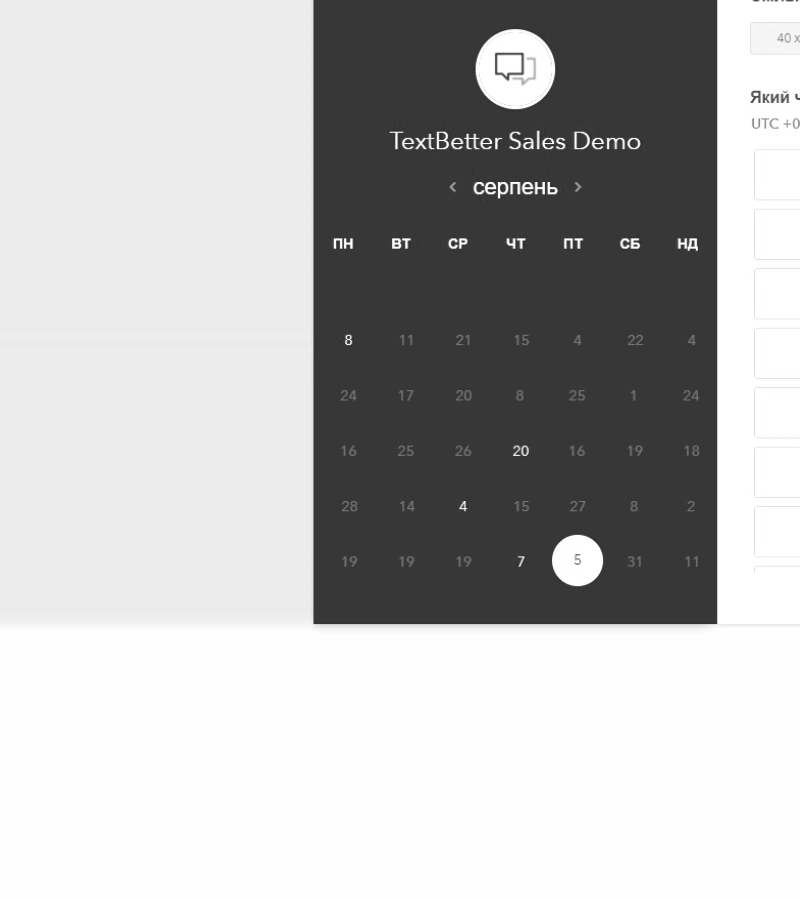 40 x
TextBetter Sales Demo
серпень
Який
UTC +0
ПН ВТ СР ЧТ ПТ СБ НД
8 11 21 15 4 22 4
24 17 20 8 25 1 24
16 25 26 20 16 19 18
28 14 4 15 27 8 2
19 19 19 7 5 31 11